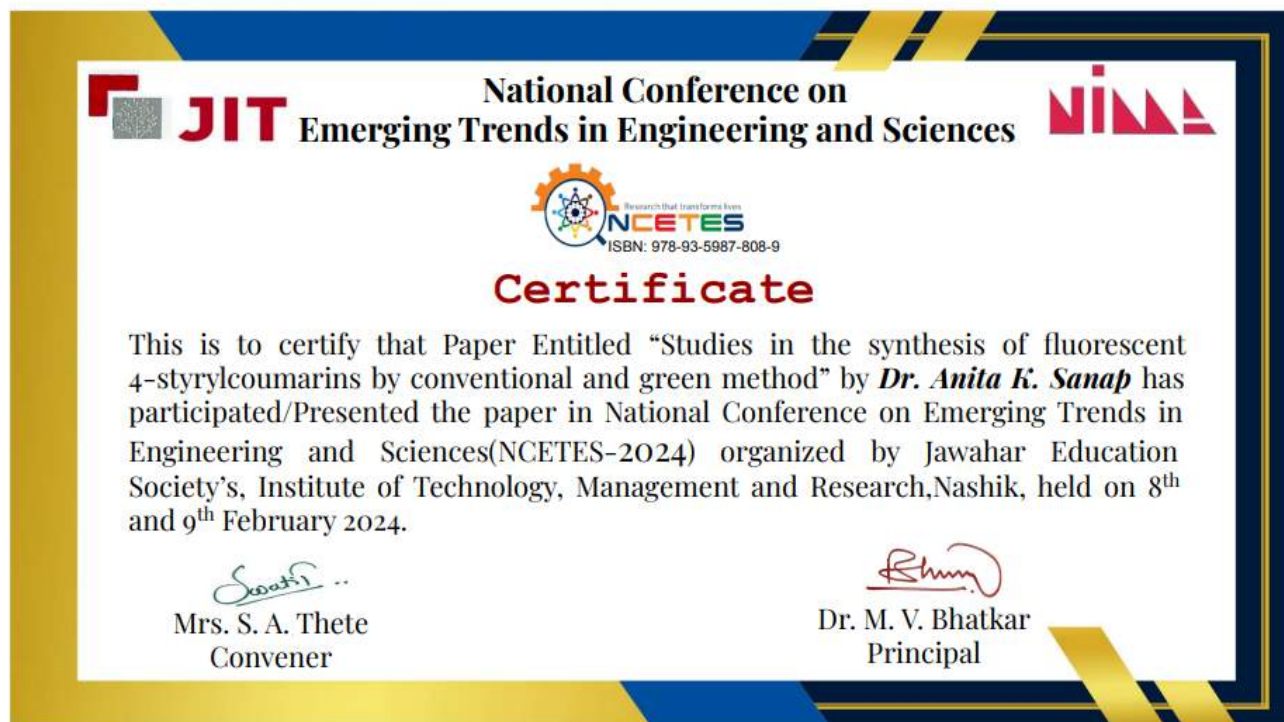 JIT
National Conference on
Emerging Trends in Engineering and Sciences
NiMA
Research that transforms lives
NCETES
ISBN: 978-93-5987-808-9
Certificate
This is to certify that Paper Entitled “Studies in the synthesis of fluorescent
4-styrylcoumarins by conventional and green method” by Dr. Anita K. Sanap has
participated/Presented the paper in National Conference on Emerging Trends in
Engineering and Sciences(NCETES-2024) organized by Jawahar Education
Society’s, Institute of Technology, Management and Research,Nashik, held on 8th
and 9th February 2024.
Mrs. S. A. Thete
Convener
Dr. M. V. Bhatkar
Principal